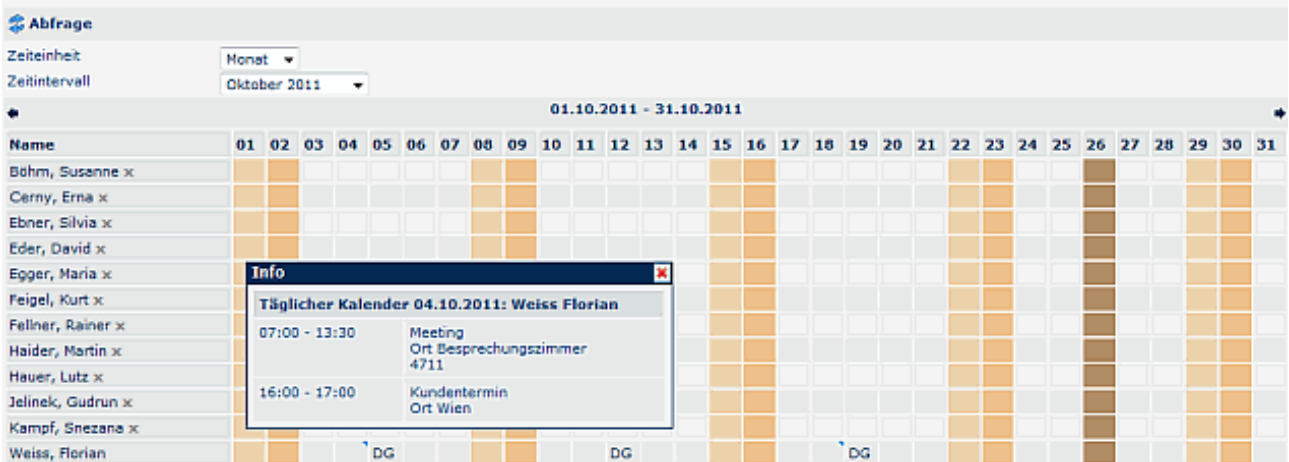 Abfrage
Zeiteinheit Monat
Zeitintervall Oktober 2011
01.10.2011 - 31.10.2011
Name 01 02 03 04 05 06 07 08 09 10 11 12 13 14 15 16 17 18 19 20 21 22 23 24 25 26 27 28 29 30 31
Böhm, Susanne x
Cerny, Erna x
Ebner, Silvia x
Eder, David x
Egger, Maria x
Feigel, Kurt x
Fellner, Rainer x
Haider, Martin x
Hauer, Lutz x
Jelinek, Gudrun x
Kampf, Snezana x
Weiss, Florian DG DG DG
Info
Täglicher Kalender 04.10.2011: Weiss Florian
07:00 - 13:30 Meeting
Ort Besprechungszimmer
4711
16:00 - 17:00 Kundentermin
Ort Wien